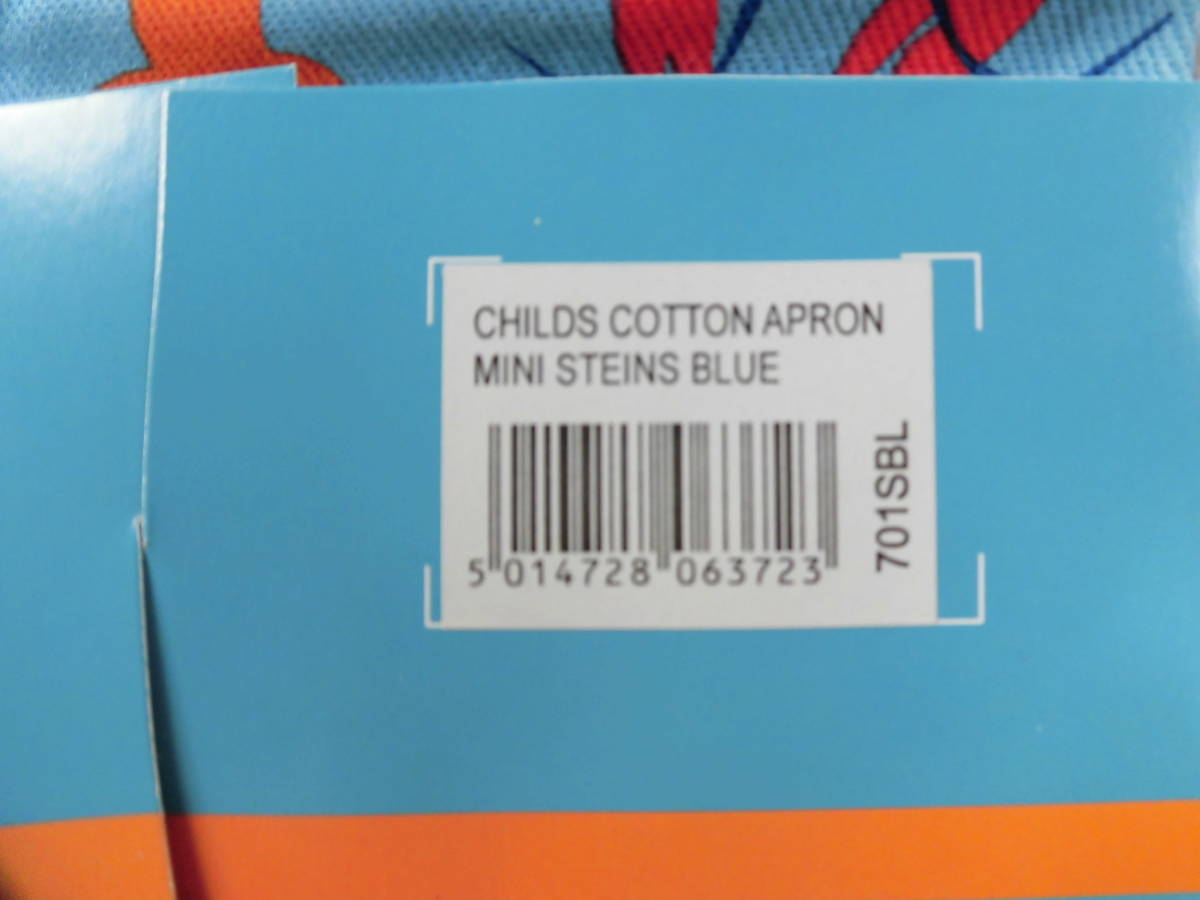 CHILDS COTTON APRON
MINI STEINS BLUE
701SBL
5 014728 063723